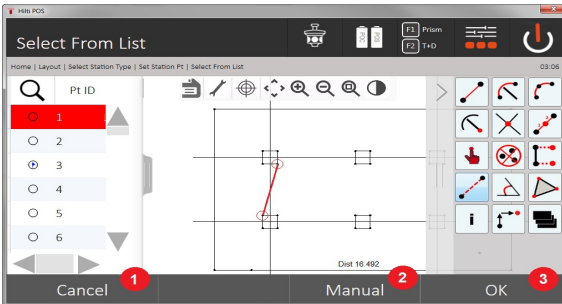 Hilti POS
Select From List
POC
POS
F1 Prism
F2 T+D
Home | Layout | Select Station Type | Set Station Pt | Select From List
03:06
Pt ID
1
2
3
4
5
6
Dist 16.492
1
2
3
Cancel
Manual
OK